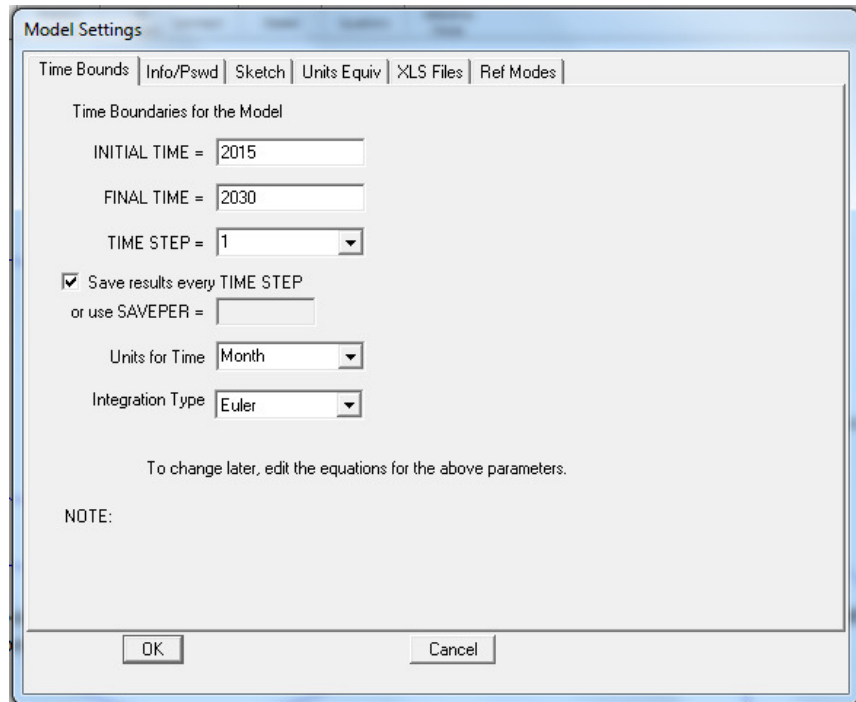 Model Settings
Time Bounds Info/Pswd Sketch Units Equiv XLS Files Ref Modes
Time Boundaries for the Model
INITIAL TIME = 2015
FINAL TIME = 2030
TIME STEP = 1
Save results every TIME STEP
or use SAVEPER =
Units for Time Month
Integration Type Euler
To change later, edit the equations for the above parameters.
NOTE:
OK Cancel